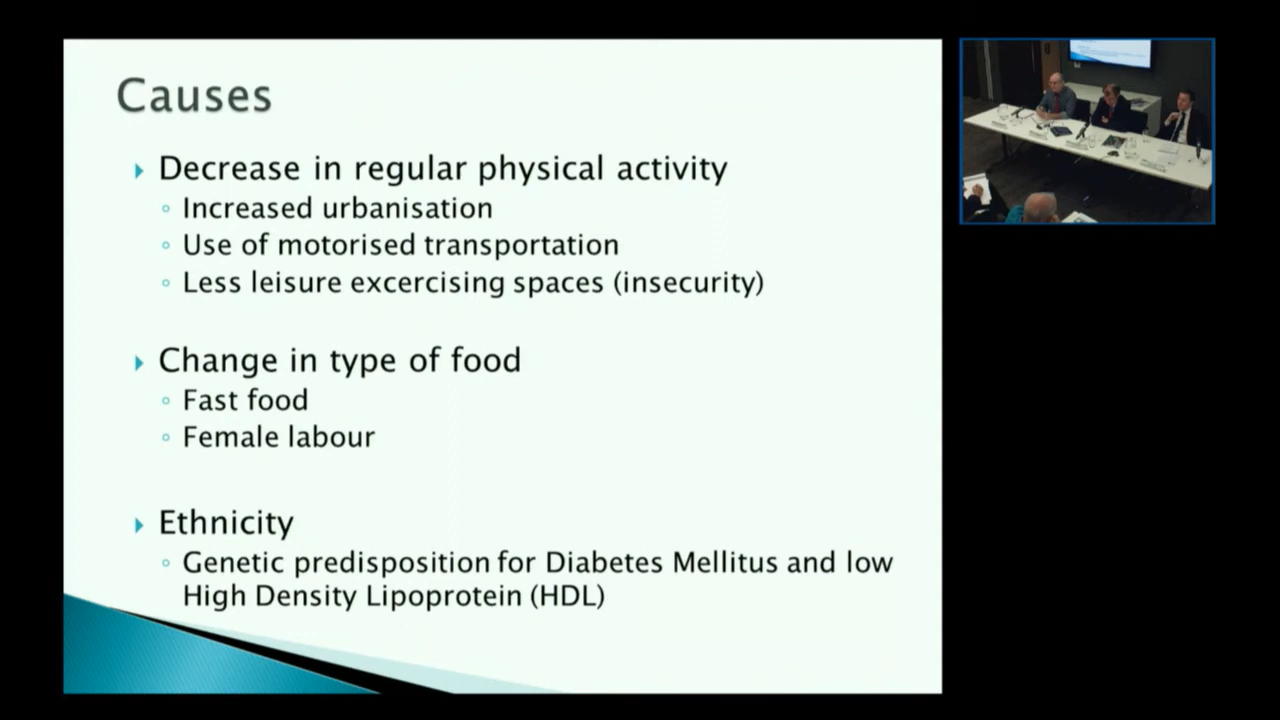 Causes
Decrease in regular physical activity
Increased urbanisation
Use of motorised transportation
Less leisure excercising spaces (insecurity)
Change in type of food
Fast food
Female labour
Ethnicity
Genetic predisposition for Diabetes Mellitus and low
High Density Lipoprotein (HDL)